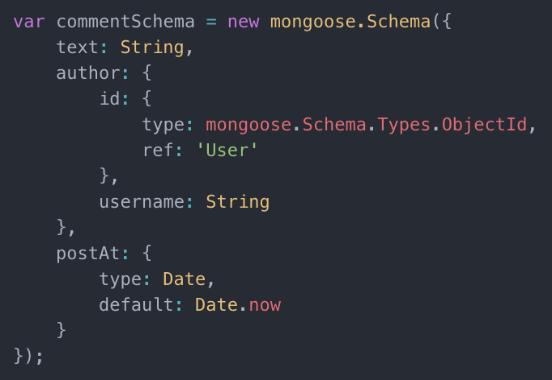 var commentSchema = new mongoose.Schema({
    text: String,
    author: {
        id: {
            type: mongoose.Schema.Types.ObjectId,
            ref: 'User'
        },
        username: String
    },
    postAt: {
        type: Date,
        default: Date.now
    }
});